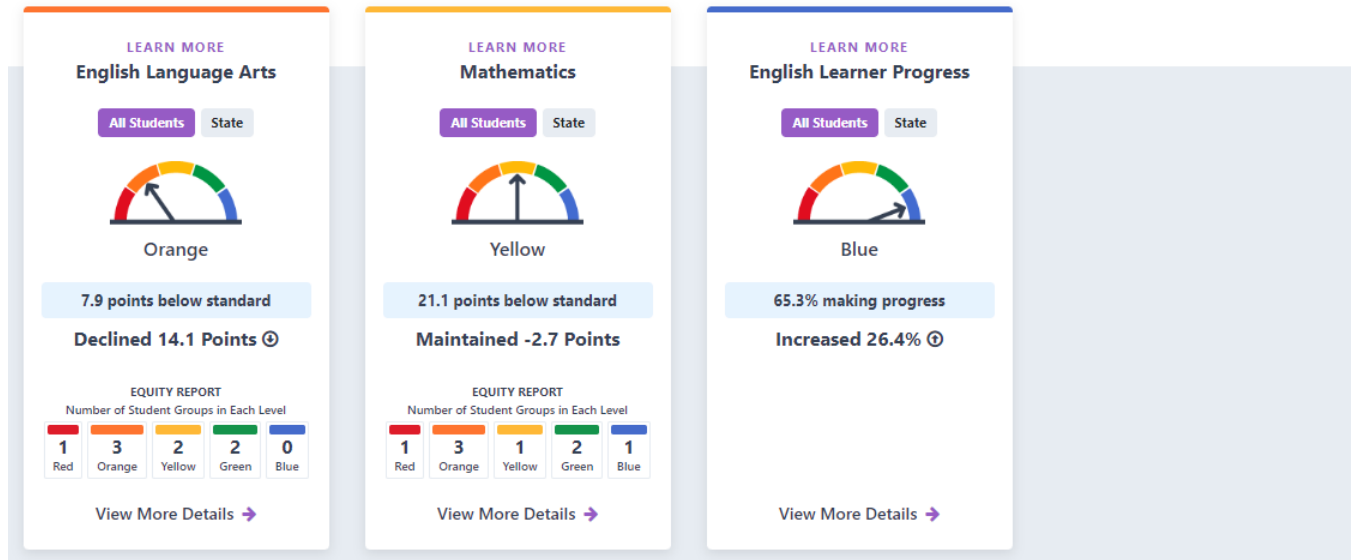 LEARN MORE
English Language Arts
All Students State
Orange
7.9 points below standard
Declined 14.1 Points
EQUITY REPORT
Number of Student Groups in Each Level
1 3 2 2 0
Red Orange Yellow Green Blue
View More Details
LEARN MORE
Mathematics
All Students State
Yellow
21.1 points below standard
Maintained -2.7 Points
EQUITY REPORT
Number of Student Groups in Each Level
1 3 1 2 1
Red Orange Yellow Green Blue
View More Details
LEARN MORE
English Learner Progress
All Students State
Blue
65.3% making progress
Increased 26.4%
View More Details